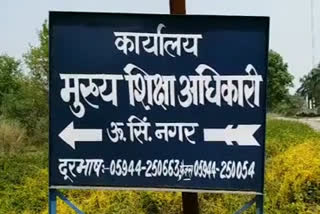 कार्यालय
मुख्य शिक्षा अधिकारी
ऊ. सिं. नगर
दूरभाष:- 05944-250663 फैक्स 05944-250054